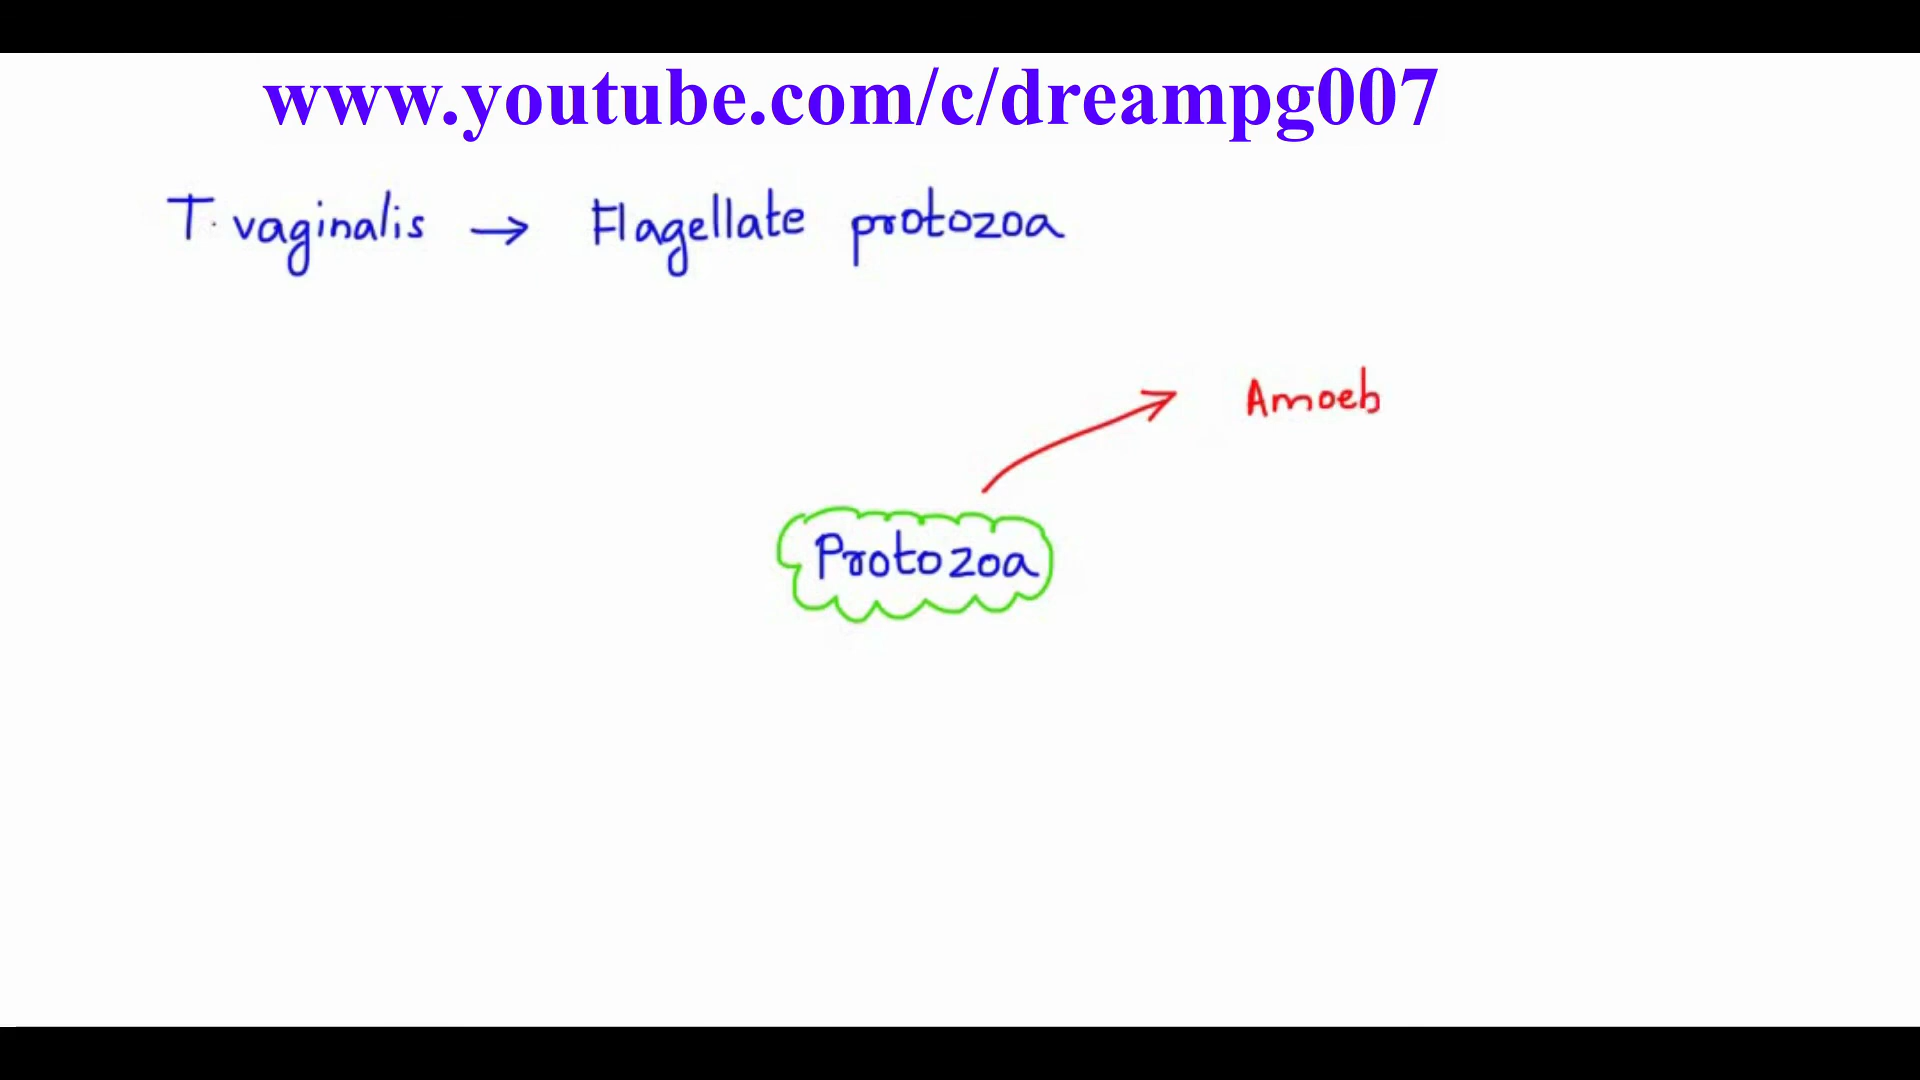 www.youtube.com/c/dreampg007
T. vaginalis → Flagellate protozoa
Amoeb
Protozoa